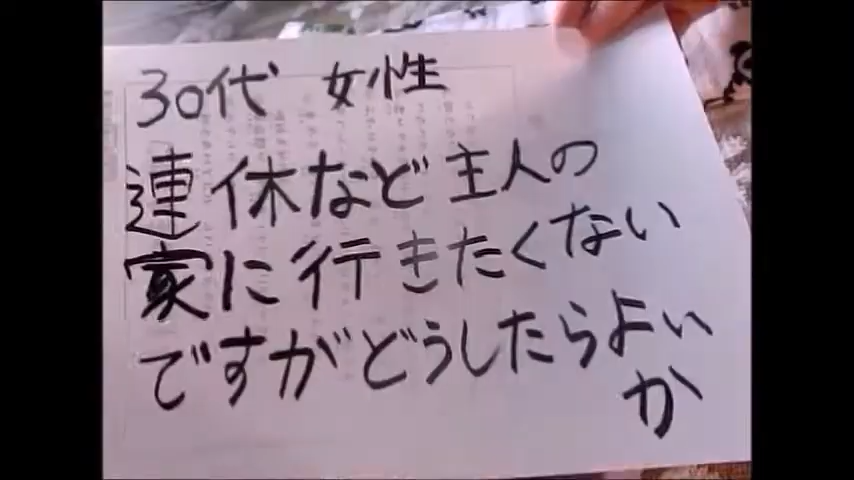 30代 女性
連休など主人の
家に行きたくない
ですがどうしたらよい
か